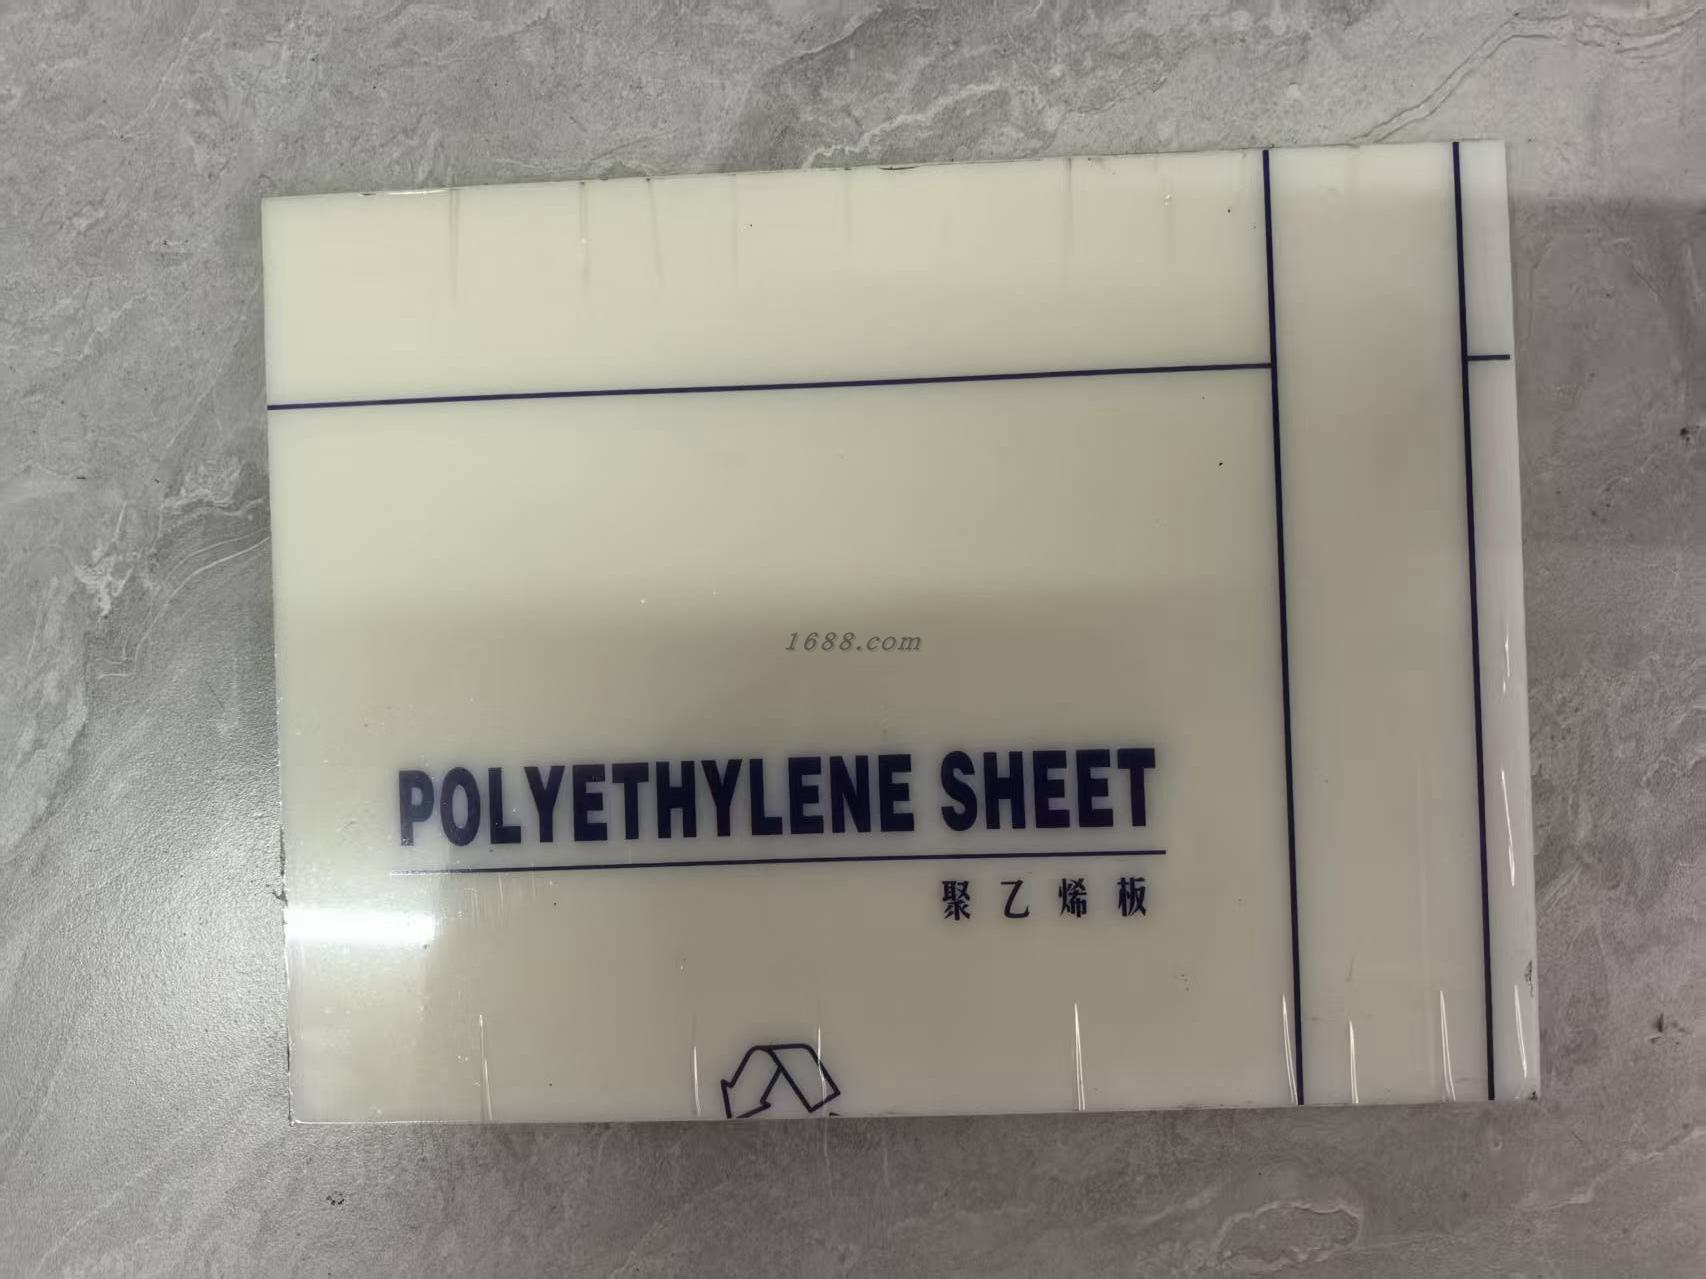 1688.com
POLYETHYLENE SHEET
聚乙烯板